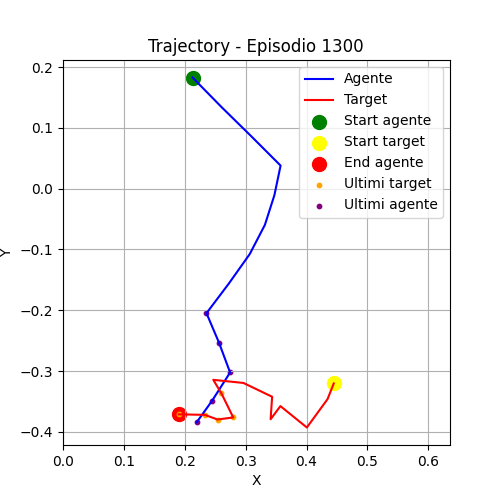 Trajectory - Episodio 1300
Agente
Target
Start agente
Start target
End agente
Ultimi target
Ultimi agente
0.2
0.1
0.0
−0.1
−0.2
−0.3
−0.4
Y
0.0 0.1 0.2 0.3 0.4 0.5 0.6
X